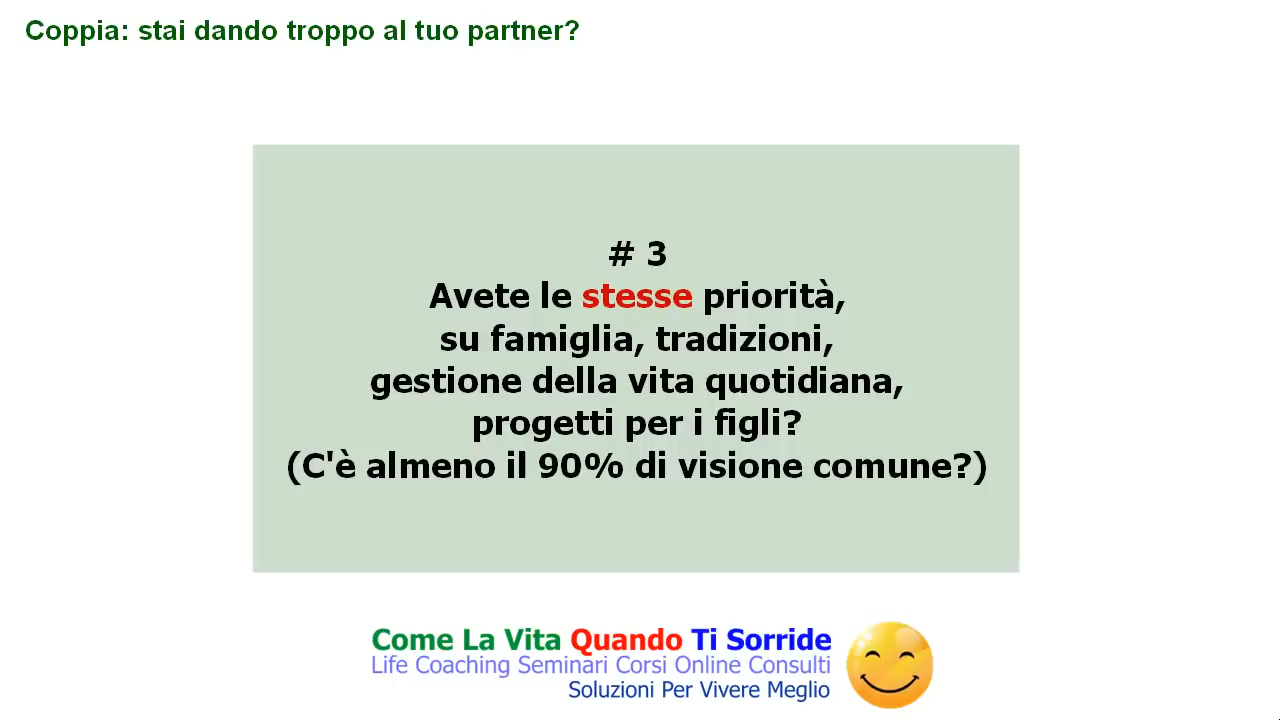 Coppia: stai dando troppo al tuo partner?
# 3
Avete le stesse priorità,
su famiglia, tradizioni,
gestione della vita quotidiana,
progetti per i figli?
(C'è almeno il 90% di visione comune?)
Come La Vita Quando Ti Sorride
Life Coaching Seminari Corsi Online Consulti
Soluzioni Per Vivere Meglio